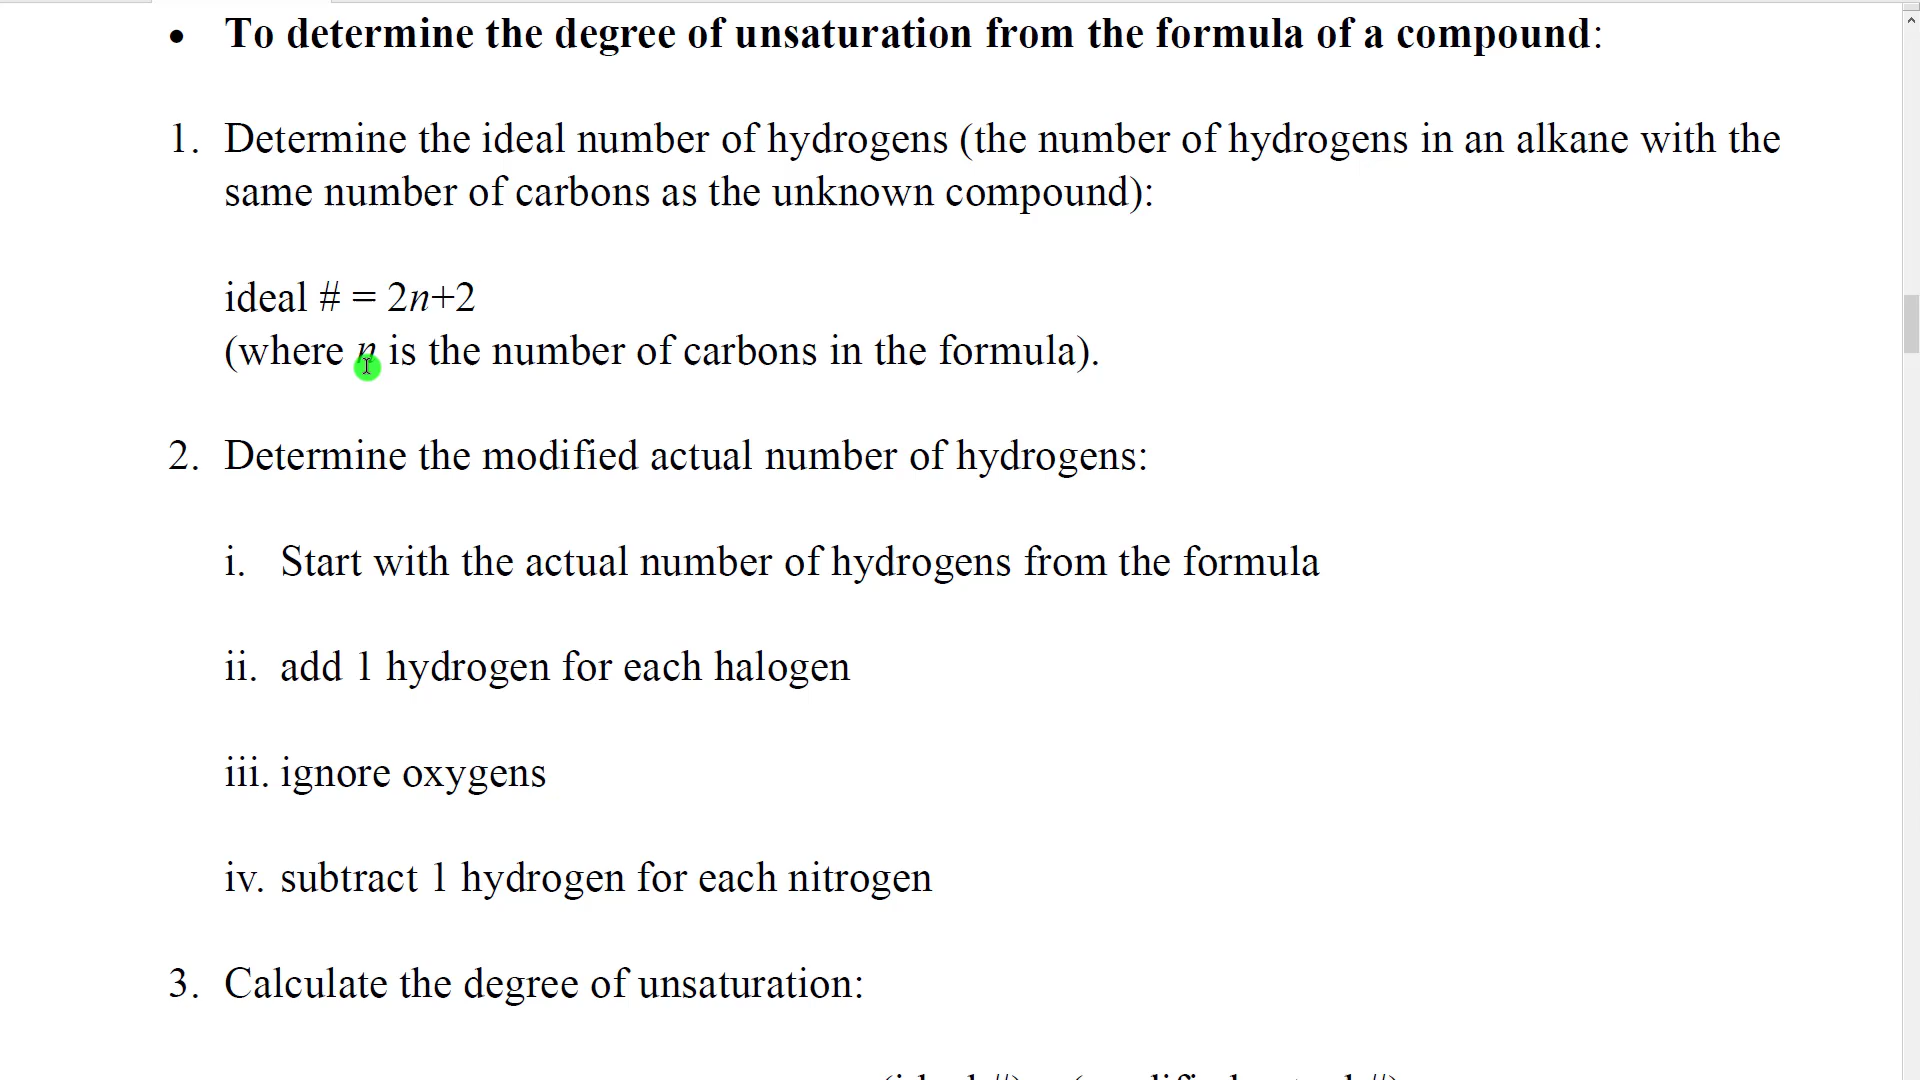 • To determine the degree of unsaturation from the formula of a compound:
1. Determine the ideal number of hydrogens (the number of hydrogens in an alkane with the
same number of carbons as the unknown compound):
ideal # = 2n+2
(where n is the number of carbons in the formula).
2. Determine the modified actual number of hydrogens:
i. Start with the actual number of hydrogens from the formula
ii. add 1 hydrogen for each halogen
iii. ignore oxygens
iv. subtract 1 hydrogen for each nitrogen
3. Calculate the degree of unsaturation: